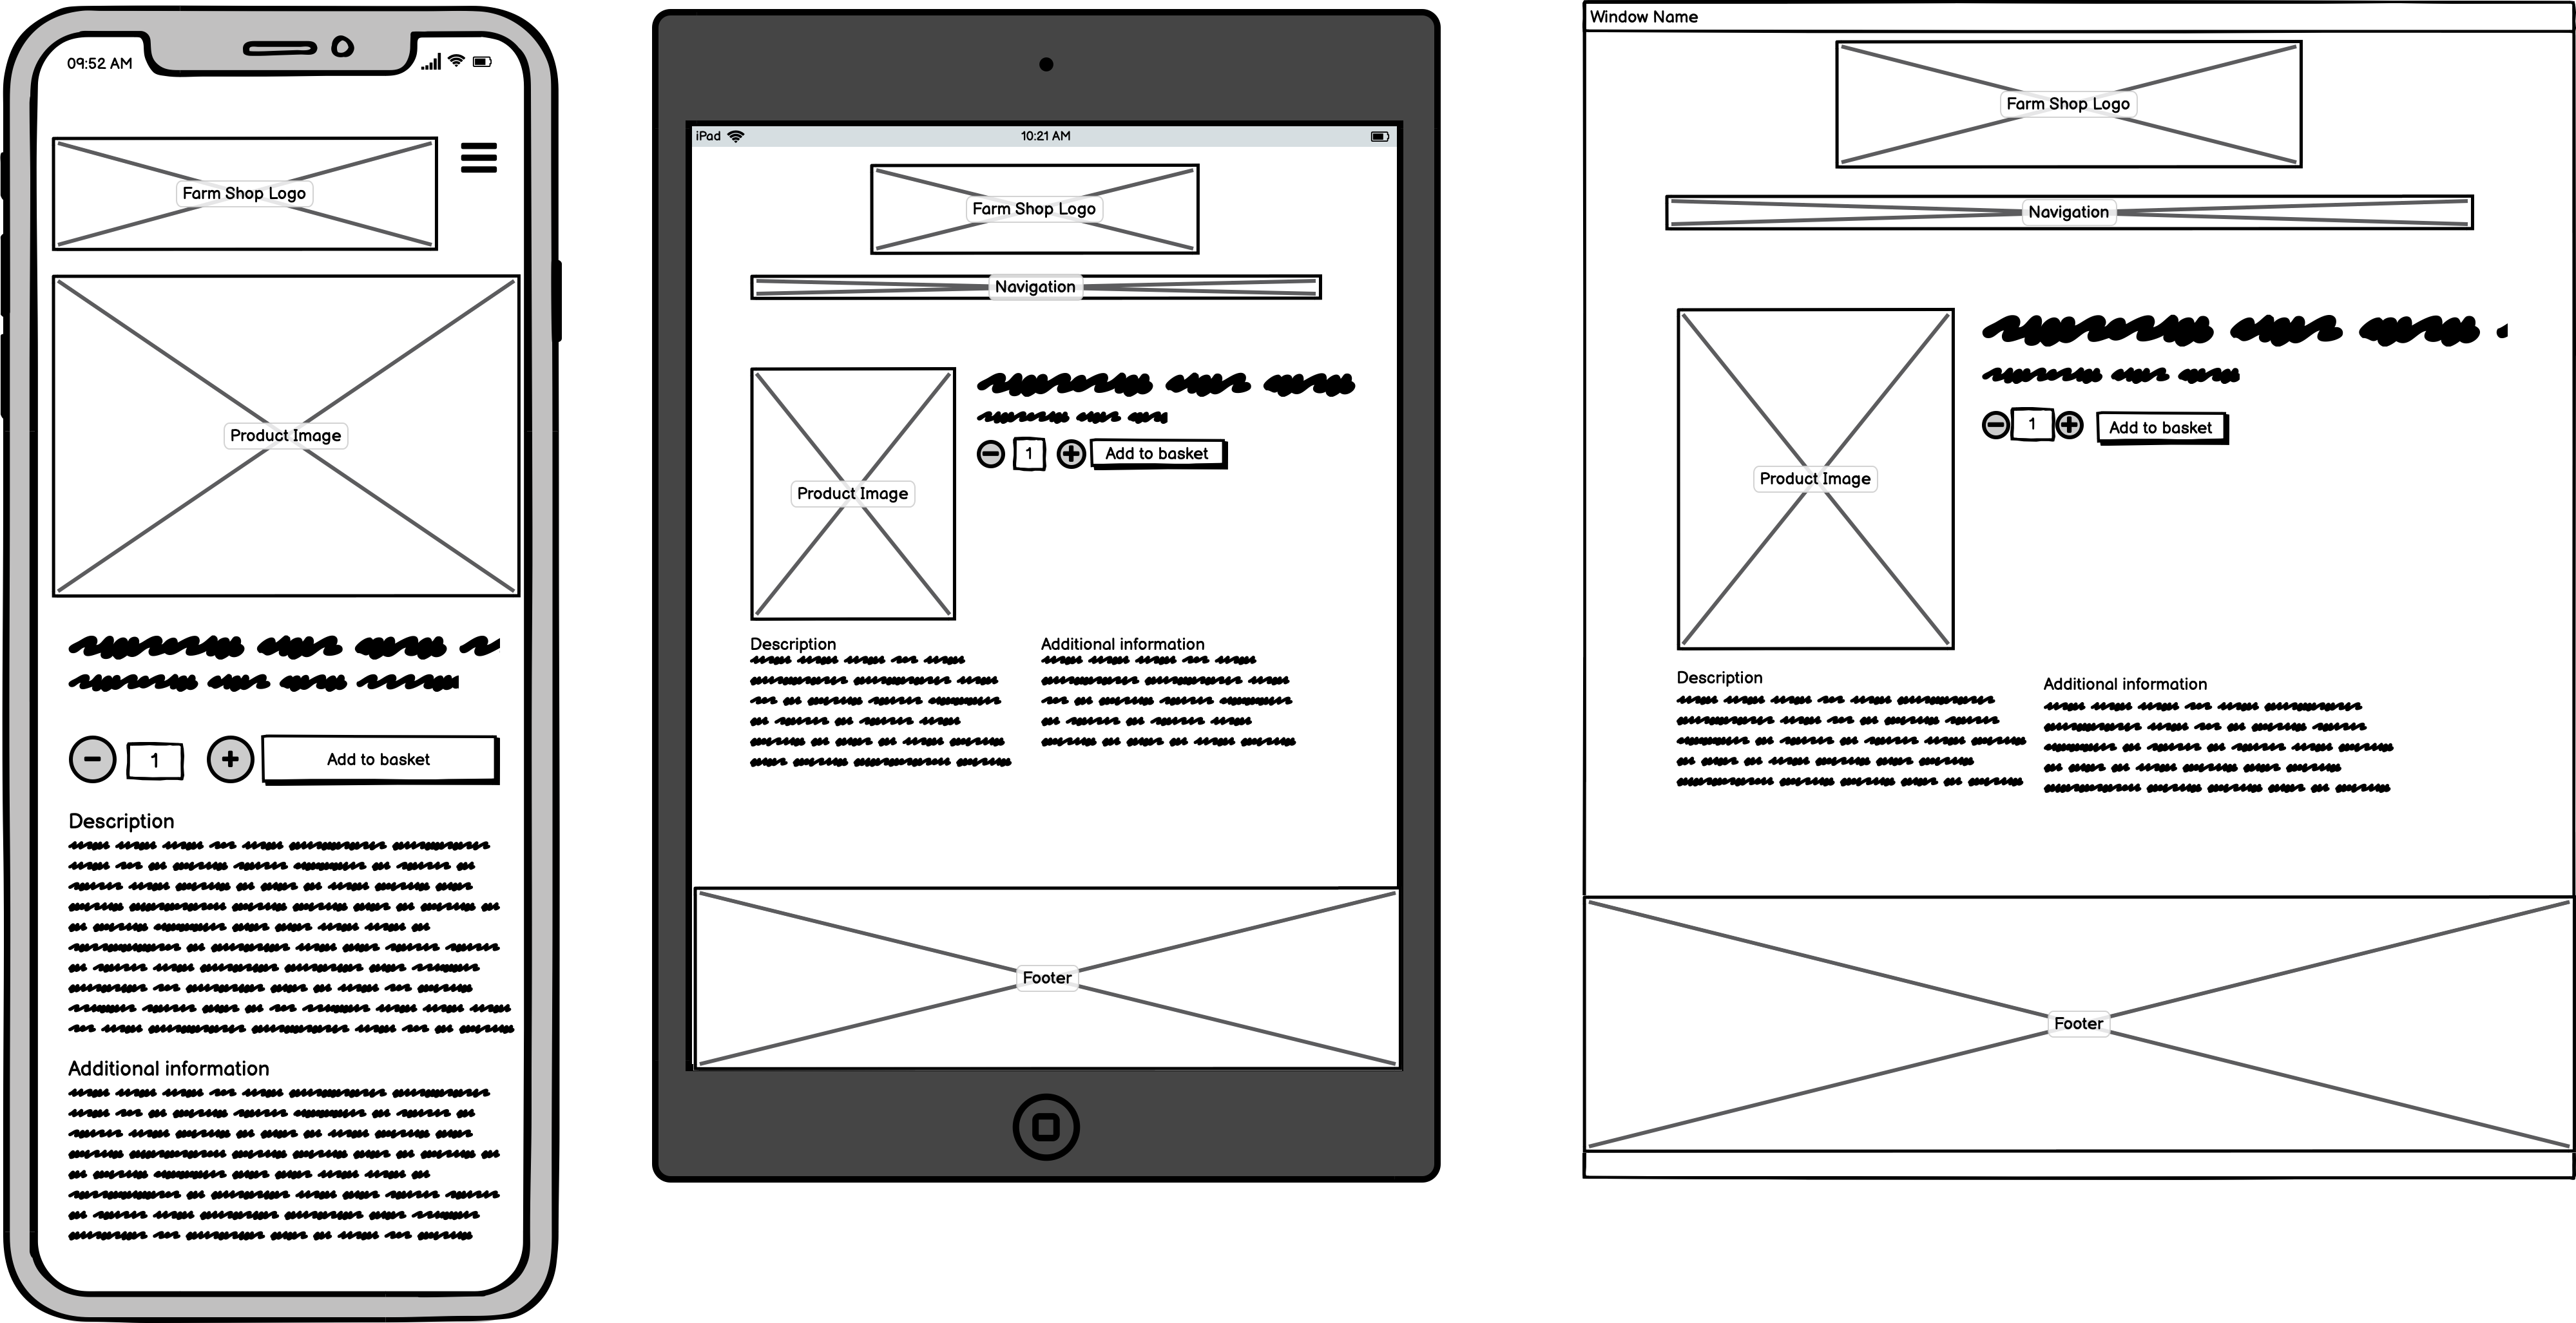 09:52 AM
Farm Shop Logo
Product Image
1
Add to basket
Description
Additional information
iPad
10:21 AM
Farm Shop Logo
Navigation
Product Image
1
Add to basket
Description
Additional information
Footer
Window Name
Farm Shop Logo
Navigation
Product Image
1
Add to basket
Description
Additional information
Footer